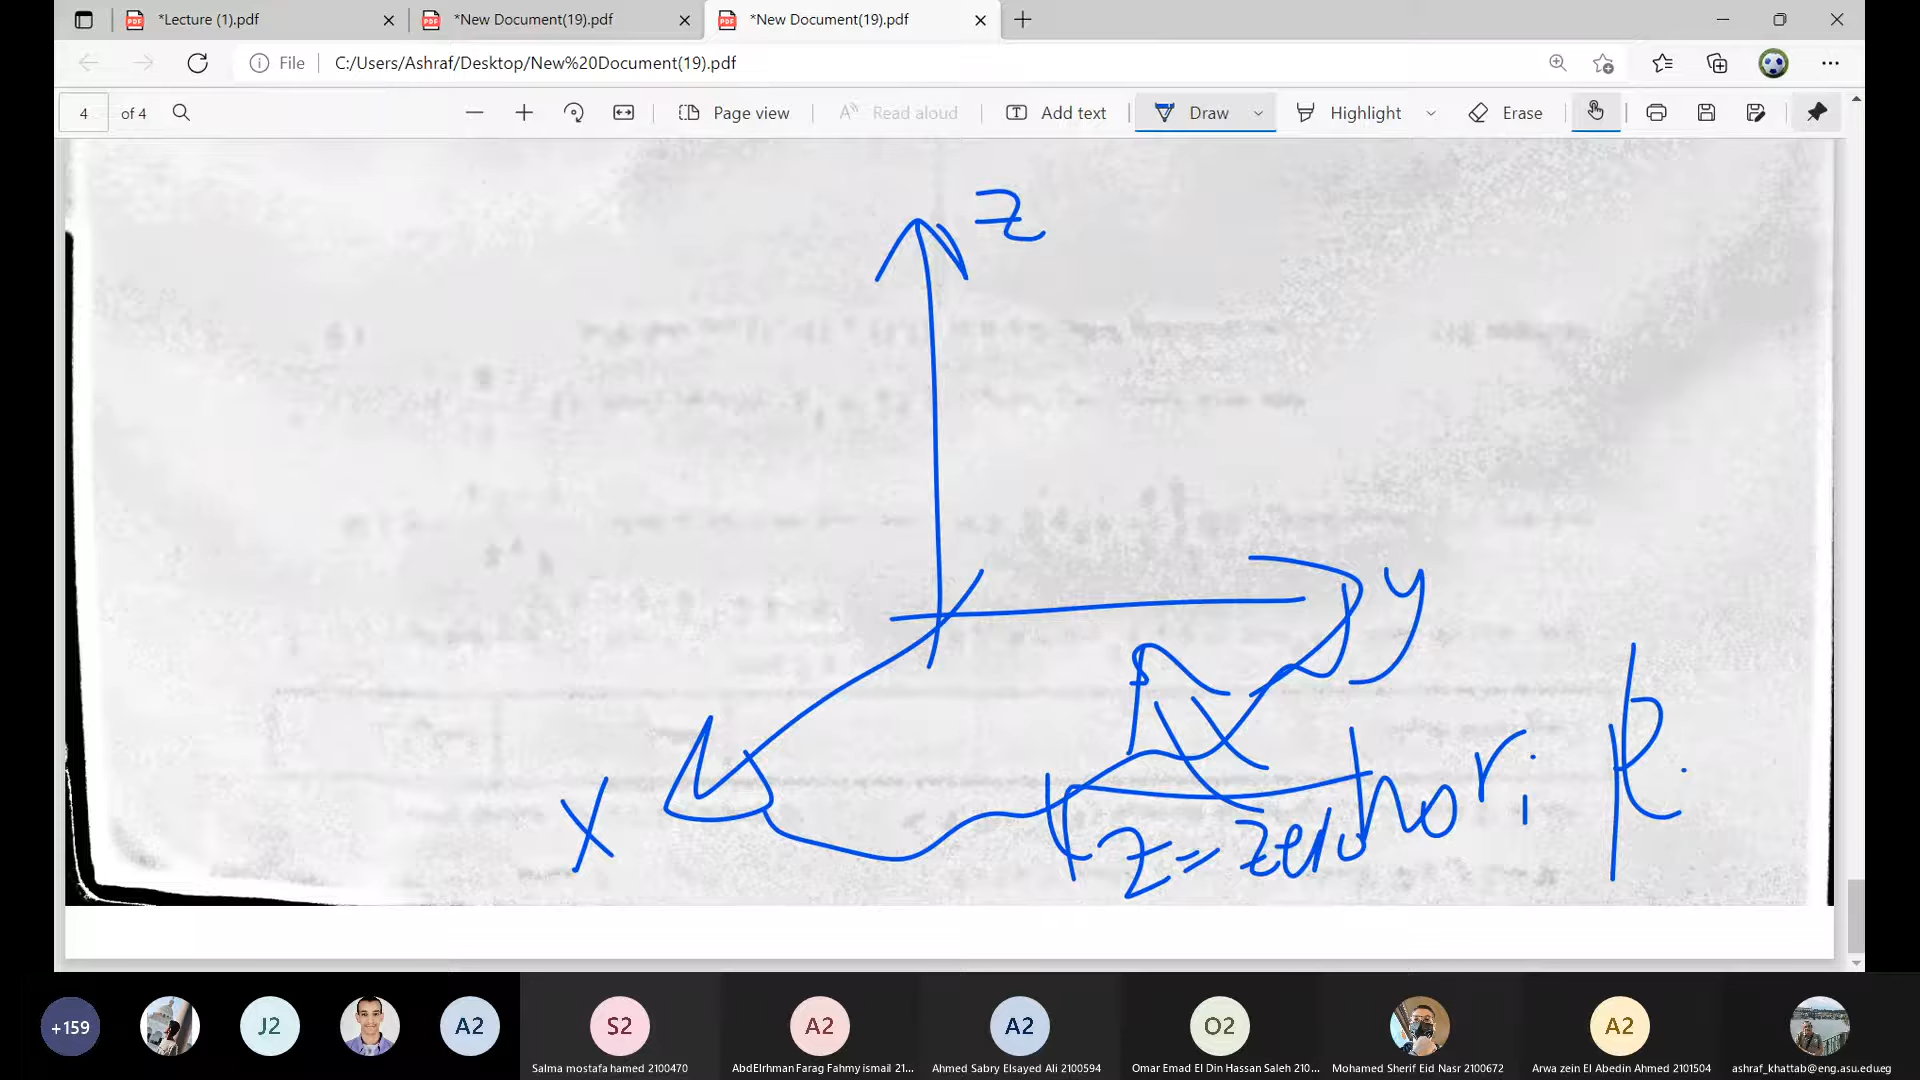 *Lecture (1).pdf
*New Document(19).pdf
*New Document(19).pdf
File
C:/Users/Ashraf/Desktop/New%20Document(19).pdf
4 of 4
Page view
Read aloud
Add text
Draw
Highlight
Erase
Z
y
X
hori
P.
Z = zero
+159
J2
A2
S2
A2
A2
O2
A2
Salma mostafa hamed 2100470
AbdElrhman Farag Fahmy ismail 21...
Ahmed Sabry Elsayed Ali 2100594
Omar Emad El Din Hassan Saleh 210...
Mohamed Sherif Eid Nasr 2100672
Arwa zein El Abedin Ahmed 2101504
ashraf_khattab@eng.asu.edu.eg